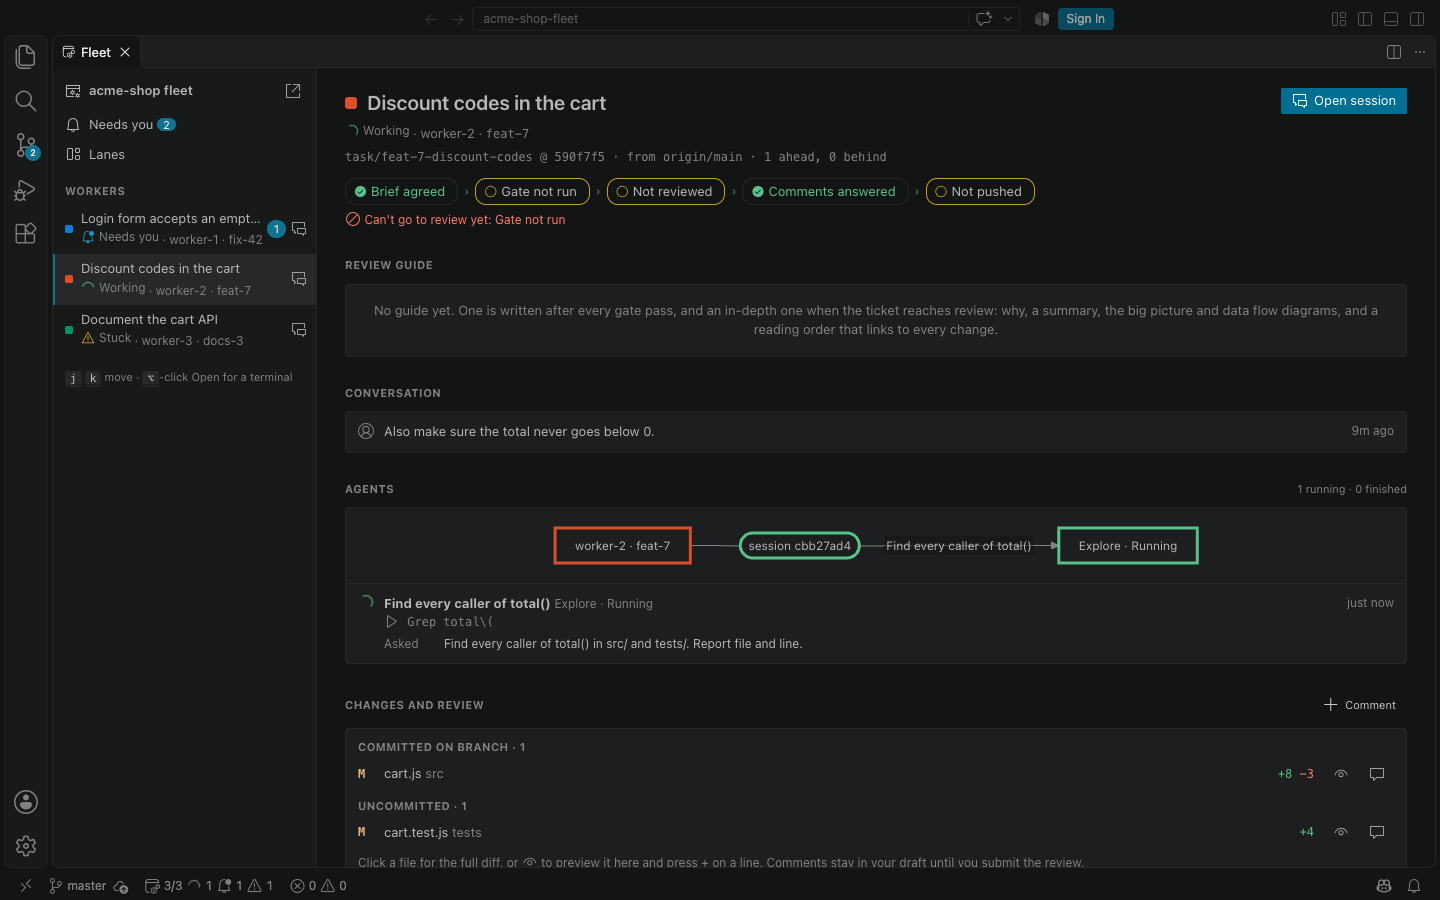 acme-shop-fleet
Sign In
Fleet
acme-shop fleet
Needs you 2
Lanes
WORKERS
Login form accepts an empt...
Needs you · worker-1 · fix-42
1
Discount codes in the cart
Working · worker-2 · feat-7
Document the cart API
Stuck · worker-3 · docs-3
j k move · ⌥-click Open for a terminal
2
Discount codes in the cart
Open session
Working · worker-2 · feat-7
task/feat-7-discount-codes @ 590f7f5 · from origin/main · 1 ahead, 0 behind
Brief agreed › Gate not run › Not reviewed › Comments answered › Not pushed
Can't go to review yet: Gate not run
REVIEW GUIDE
No guide yet. One is written after every gate pass, and an in-depth one when the ticket reaches review: why, a summary, the big picture and data flow diagrams, and a
reading order that links to every change.
CONVERSATION
Also make sure the total never goes below 0.
9m ago
AGENTS
1 running · 0 finished
worker-2 · feat-7
session cbb27ad4
Find every caller of total()
Explore · Running
Find every caller of total() Explore · Running
just now
Grep total\(
Asked Find every caller of total() in src/ and tests/. Report file and line.
CHANGES AND REVIEW
Comment
COMMITTED ON BRANCH · 1
M cart.js src
+8 −3
UNCOMMITTED · 1
M cart.test.js tests
+4
Click a file for the full diff, or to preview it here and press + on a line. Comments stay in your draft until you submit the review.
master 3/3 1 1 1 0 0